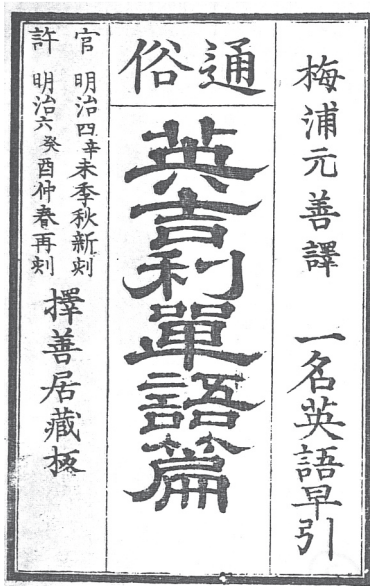 梅浦元善譯 一名英語早引
通俗
英吉利單語篇
官許
明治四辛未季秋新刻
明治六癸酉仲春再刻
擇善居藏板